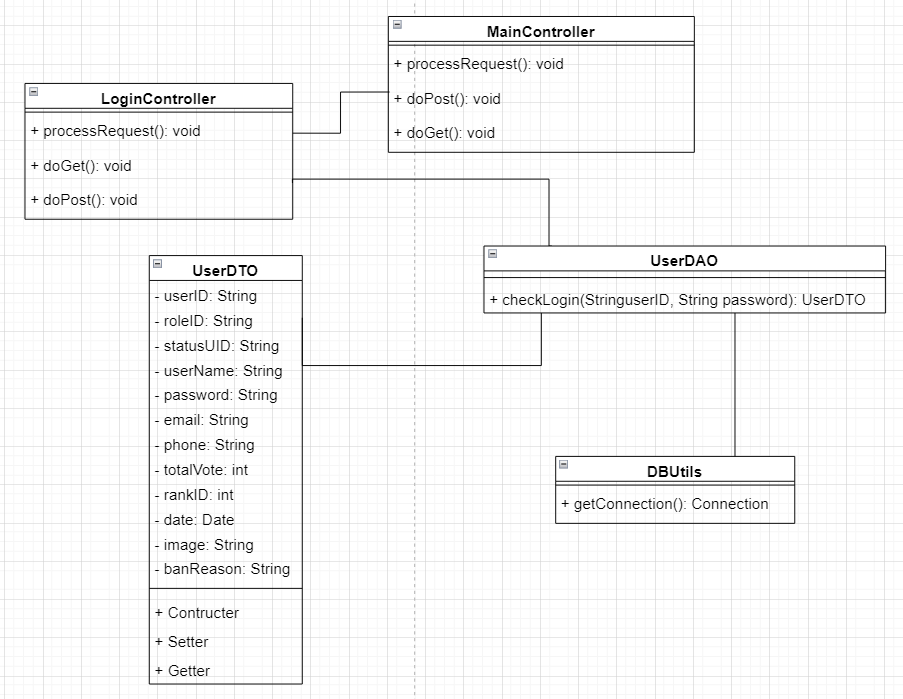 MainController
+ processRequest(): void
+ doPost(): void
+ doGet(): void
LoginController
+ processRequest(): void
+ doGet(): void
+ doPost(): void
UserDAO
+ checkLogin(StringuserID, String password): UserDTO
UserDTO
- userID: String
- roleID: String
- statusUID: String
- userName: String
- password: String
- email: String
- phone: String
- totalVote: int
- rankID: int
- date: Date
- image: String
- banReason: String
+ Contructer
+ Setter
+ Getter
DBUtils
+ getConnection(): Connection